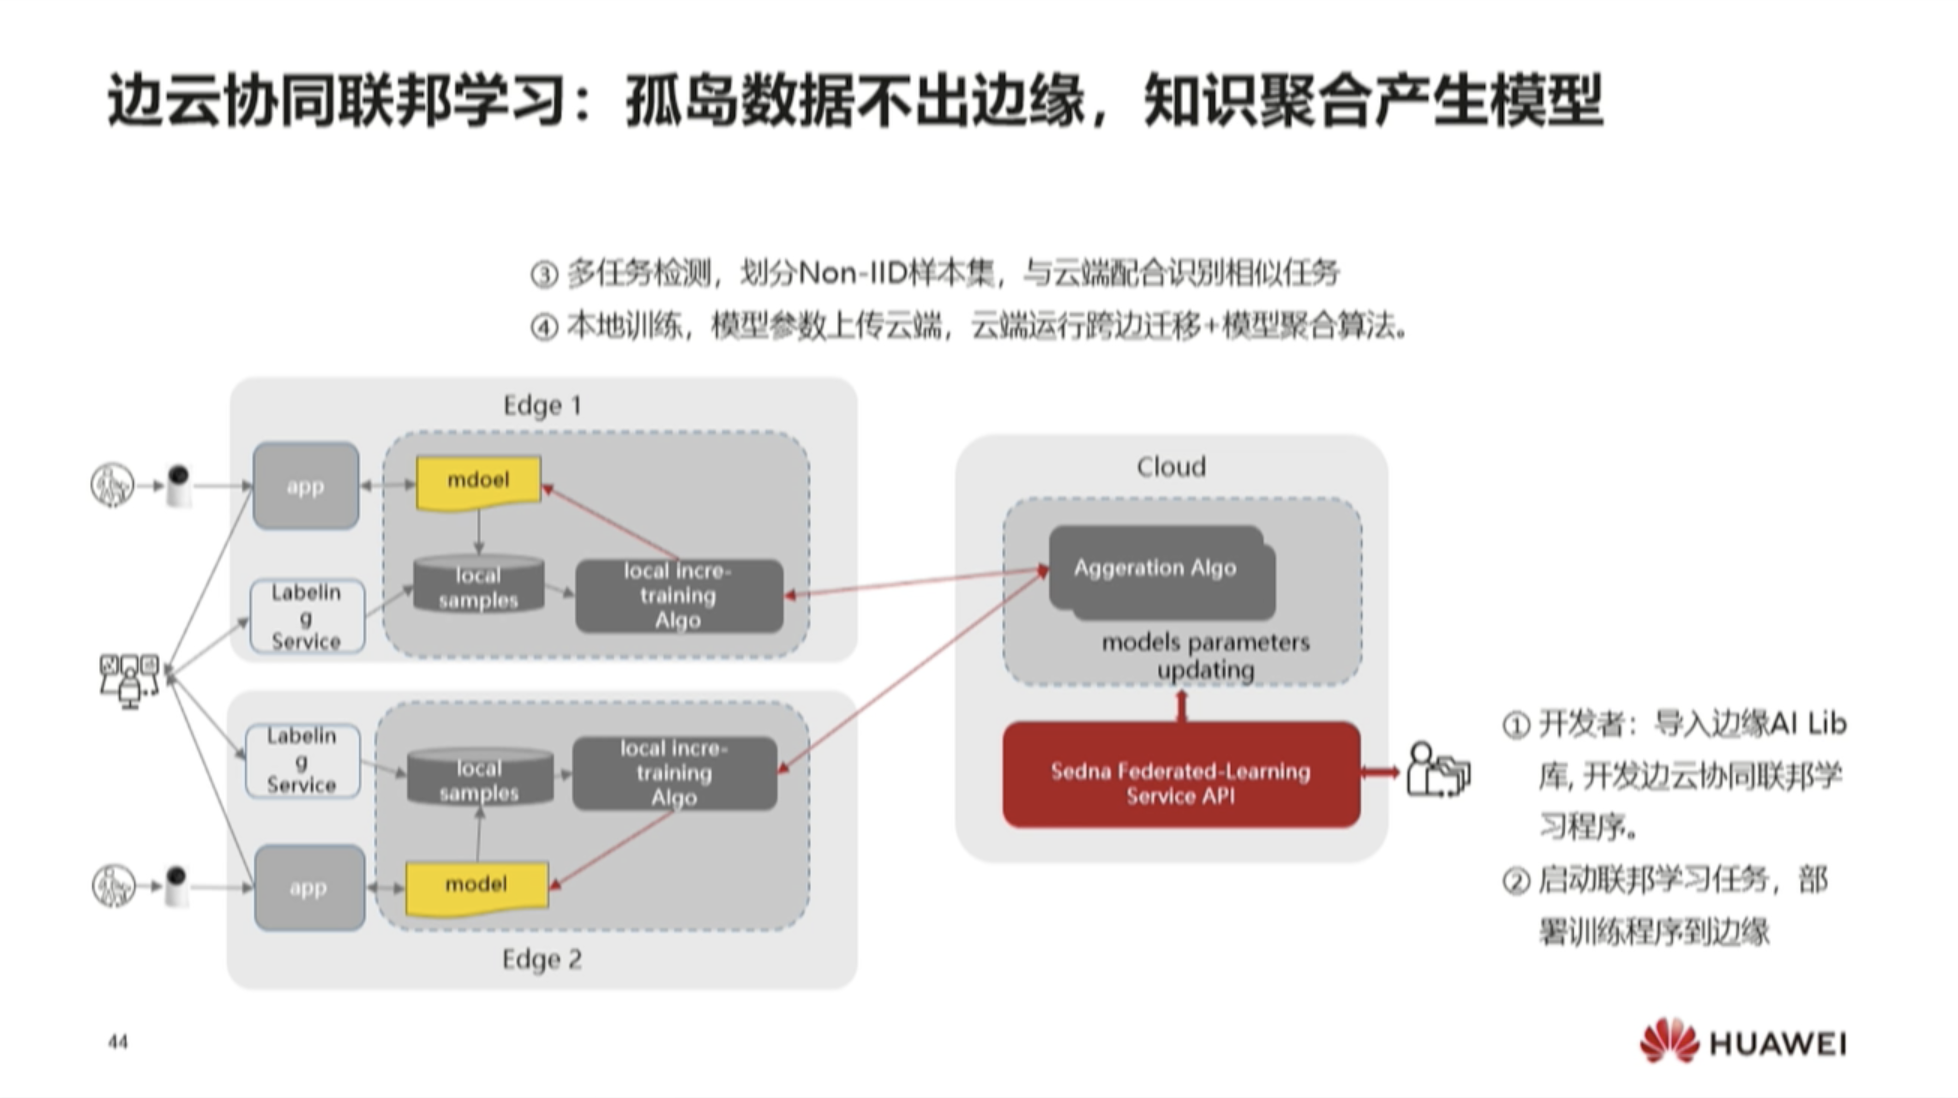 边云协同联邦学习：孤岛数据不出边缘，知识聚合产生模型
③ 多任务检测，划分Non-IID样本集，与云端配合识别相似任务
④ 本地训练，模型参数上传云端，云端运行跨边迁移+模型聚合算法。
Edge 1
app
mdoel
Labelin
g
Service
local
samples
local incre-
training
Algo
Labelin
g
Service
local
samples
local incre-
training
Algo
app
model
Edge 2
Cloud
Aggeration Algo
models parameters
updating
Sedna Federated-Learning
Service API
① 开发者：导入边缘AI Lib
库, 开发边云协同联邦学
习程序。
② 启动联邦学习任务，部
署训练程序到边缘
44
HUAWEI